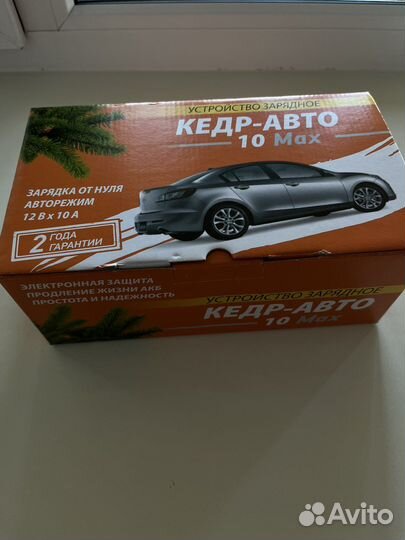 УСТРОЙСТВО ЗАРЯДНОЕ
КЕДР-АВТО
10 Max
ЗАРЯДКА ОТ НУЛЯ
АВТОРЕЖИМ
12 В х 10 А
2 ГОДА
ГАРАНТИИ
ЭЛЕКТРОННАЯ ЗАЩИТА
ПРОДЛЕНИЕ ЖИЗНИ АКБ
ПРОСТОТА И НАДЕЖНОСТЬ
УСТРОЙСТВО ЗАРЯДНОЕ
КЕДР-АВТО
10 Max
Avito